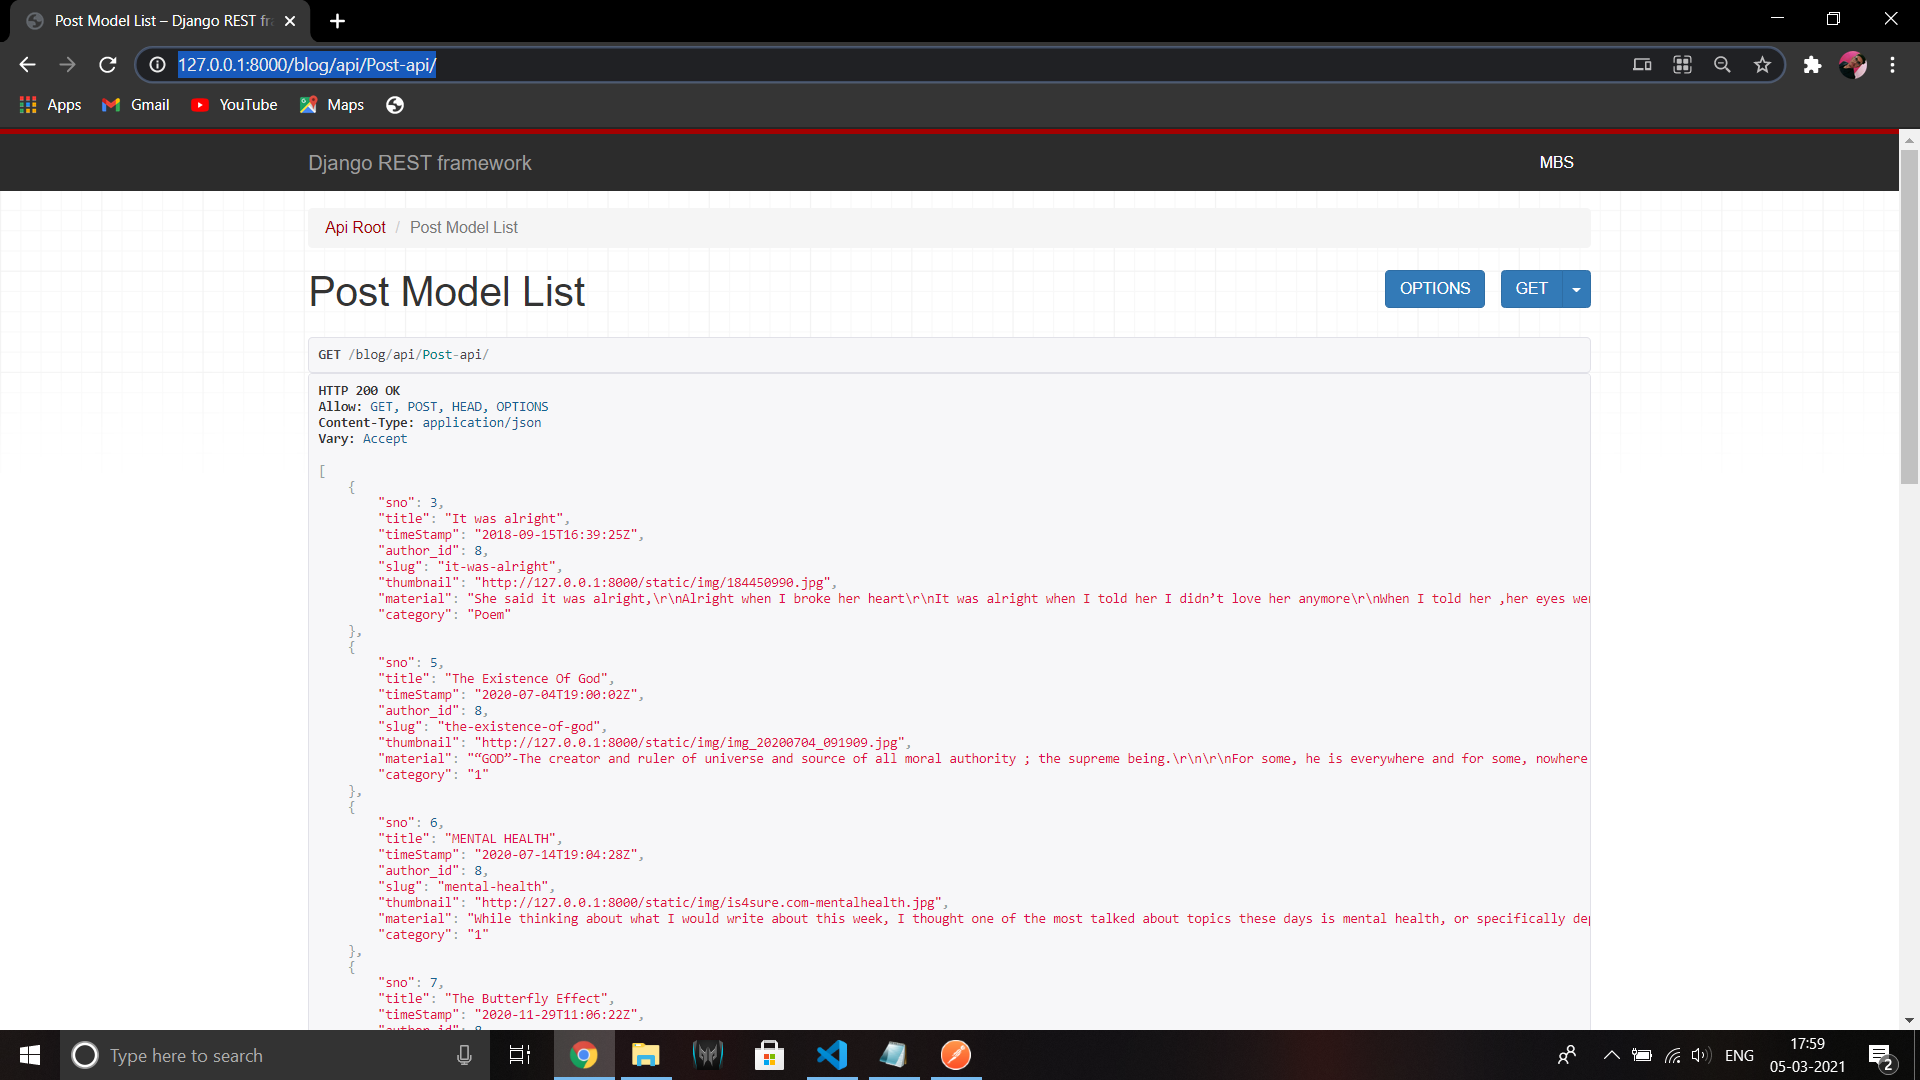 Post Model List – Django REST fr
127.0.0.1:8000/blog/api/Post-api/
Apps
Gmail
YouTube
Maps
Django REST framework
MBS
Api Root / Post Model List
Post Model List
OPTIONS
GET
GET /blog/api/Post-api/
HTTP 200 OK
Allow: GET, POST, HEAD, OPTIONS
Content-Type: application/json
Vary: Accept
[
{
"sno": 3,
"title": "It was alright",
"timeStamp": "2018-09-15T16:39:25Z",
"author_id": 8,
"slug": "it-was-alright",
"thumbnail": "http://127.0.0.1:8000/static/img/184450990.jpg",
"material": "She said it was alright,\r\nAlright when I broke her heart\r\nIt was alright when I told her I didn’t love her anymore\r\nWhen I told her ,her eyes
"category": "Poem"
},
{
"sno": 5,
"title": "The Existence Of God",
"timeStamp": "2020-07-04T19:00:02Z",
"author_id": 8,
"slug": "the-existence-of-god",
"thumbnail": "http://127.0.0.1:8000/static/img/img_20200704_091909.jpg",
"material": "“GOD”-The creator and ruler of universe and source of all moral authority ; the supreme being.\r\n\r\nFor some, he is everywhere and for some, nowhere
"category": "1"
},
{
"sno": 6,
"title": "MENTAL HEALTH",
"timeStamp": "2020-07-14T19:04:28Z",
"author_id": 8,
"slug": "mental-health",
"thumbnail": "http://127.0.0.1:8000/static/img/is4sure.com-mentalhealth.jpg",
"material": "While thinking about what I would write about this week, I thought one of the most talked about topics these days is mental health, or specifically
"category": "1"
},
{
"sno": 7,
"title": "The Butterfly Effect",
"timeStamp": "2020-11-29T11:06:22Z",
"author_id": 8
Type here to search
ENG
17:59
05-03-2021
2